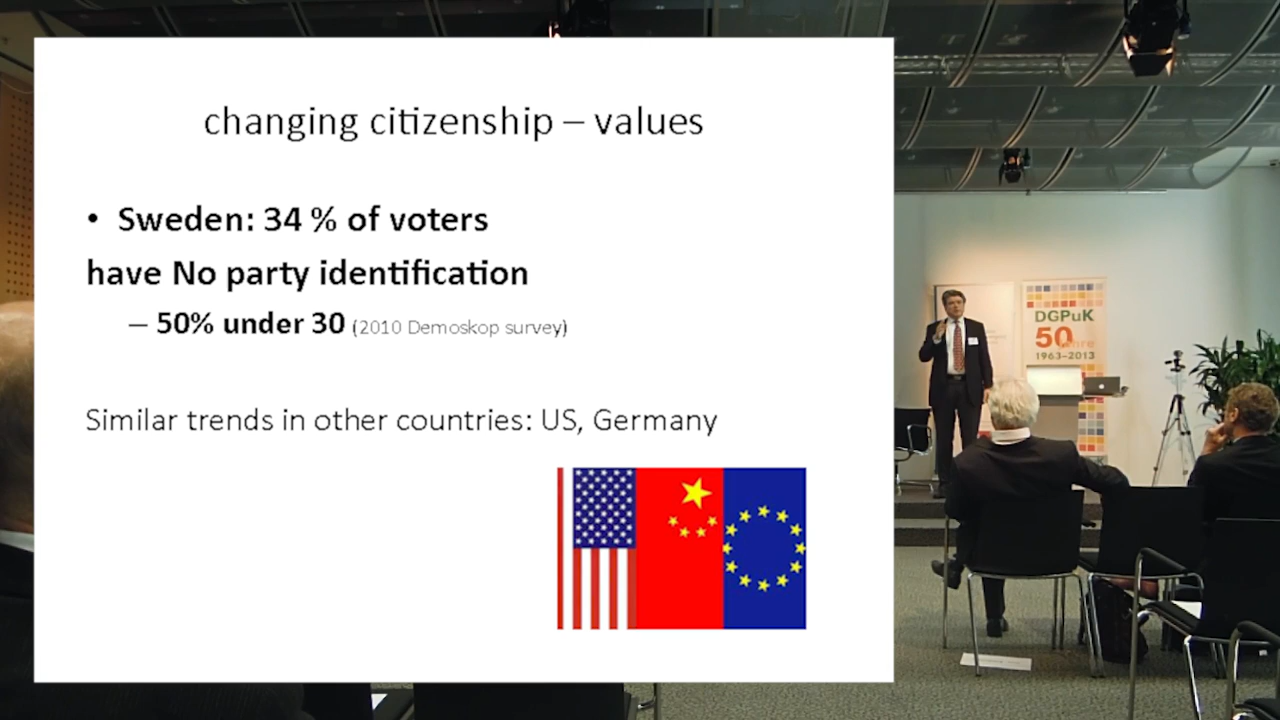 changing citizenship – values
• Sweden: 34 % of voters
have No party identification
– 50% under 30 (2010 Demoskop survey)
Similar trends in other countries: US, Germany
DGPuK
50
Jahre
1963–2013